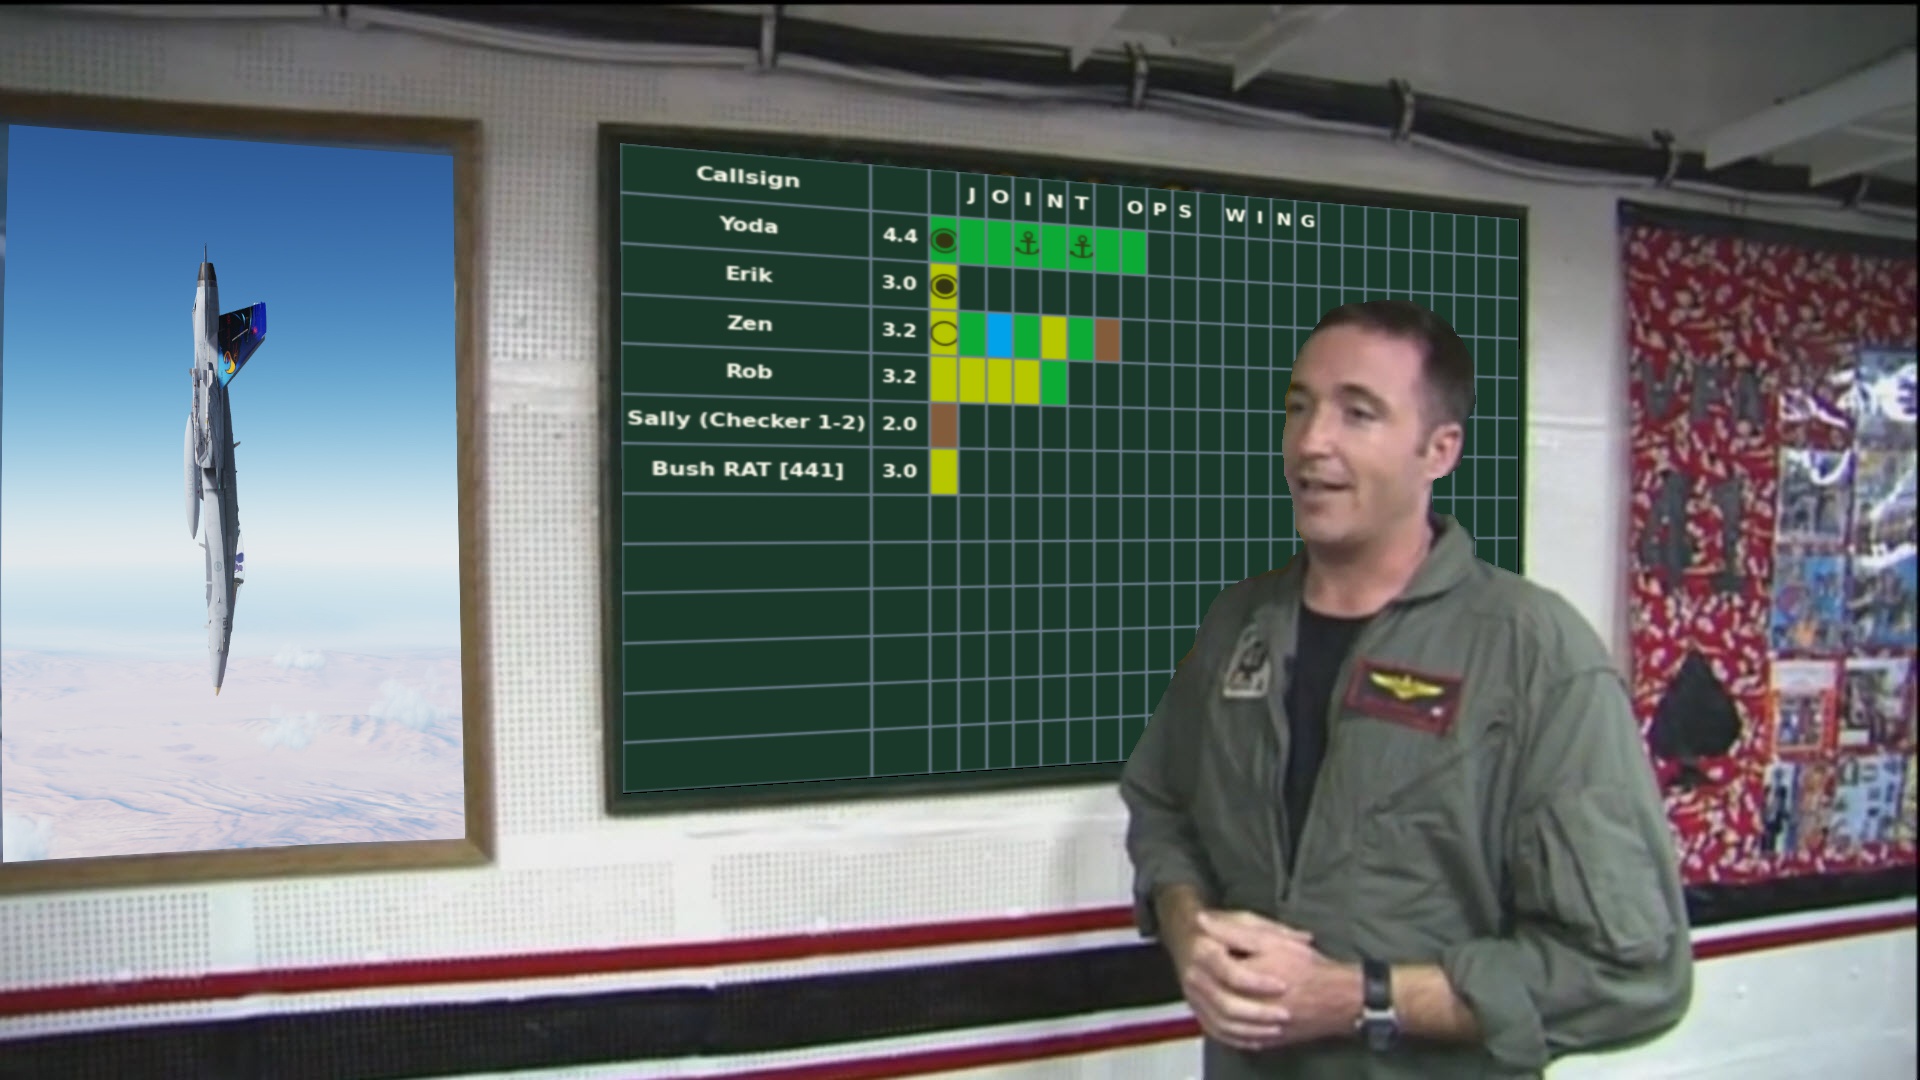 Callsign
JOINT OPS WING
Yoda 4.4
Erik 3.0
Zen 3.2
Rob 3.2
Sally (Checker 1-2) 2.0
Bush RAT [441] 3.0